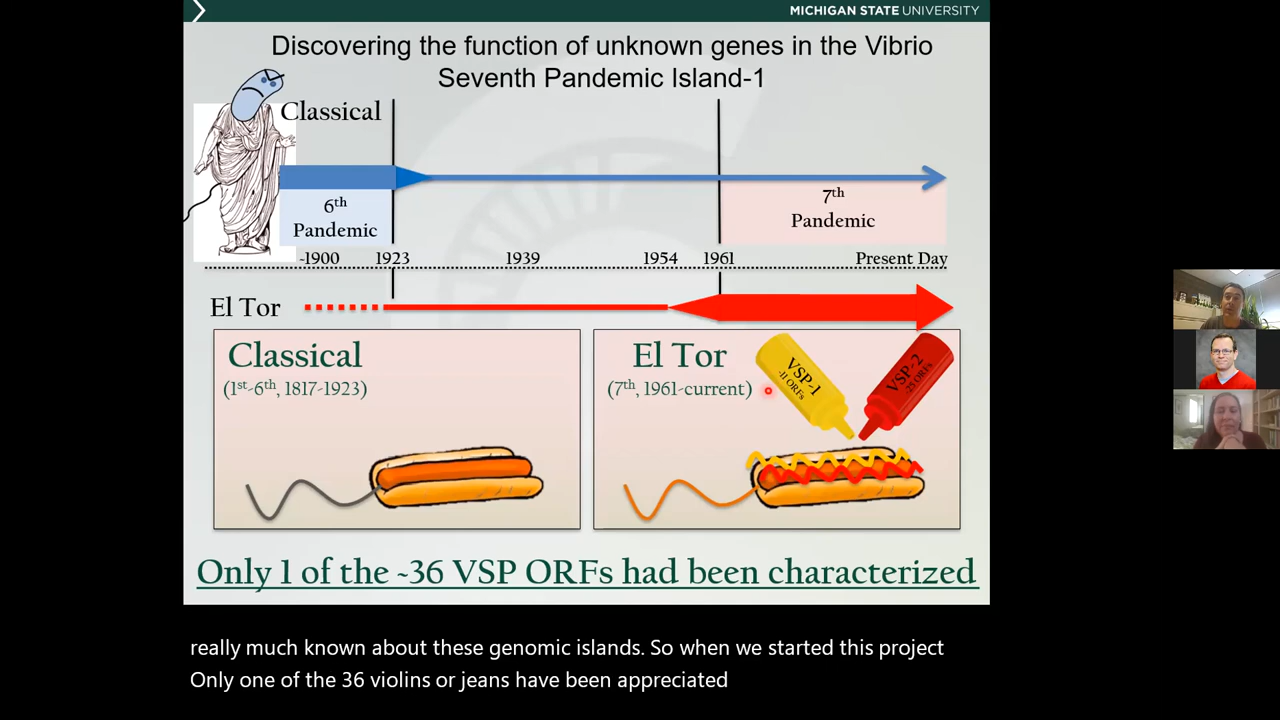 MICHIGAN STATE UNIVERSITY
Discovering the function of unknown genes in the Vibrio
Seventh Pandemic Island-1
Classical
6th
Pandemic
7th
Pandemic
~1900 1923 1939 1954 1961 Present Day
El Tor
Classical
(1st-6th, 1817-1923)
El Tor
(7th, 1961-current)
VSP-1
~11 ORFs
VSP-2
~25 ORFs
Only 1 of the ~36 VSP ORFs had been characterized
really much known about these genomic islands. So when we started this project
Only one of the 36 violins or jeans have been appreciated